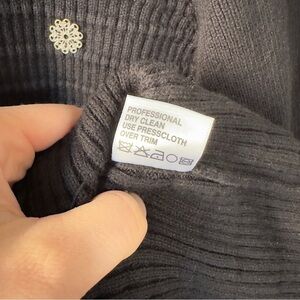 PROFESSIONAL
DRY CLEAN
USE PRESSCLOTH
OVER TRIM